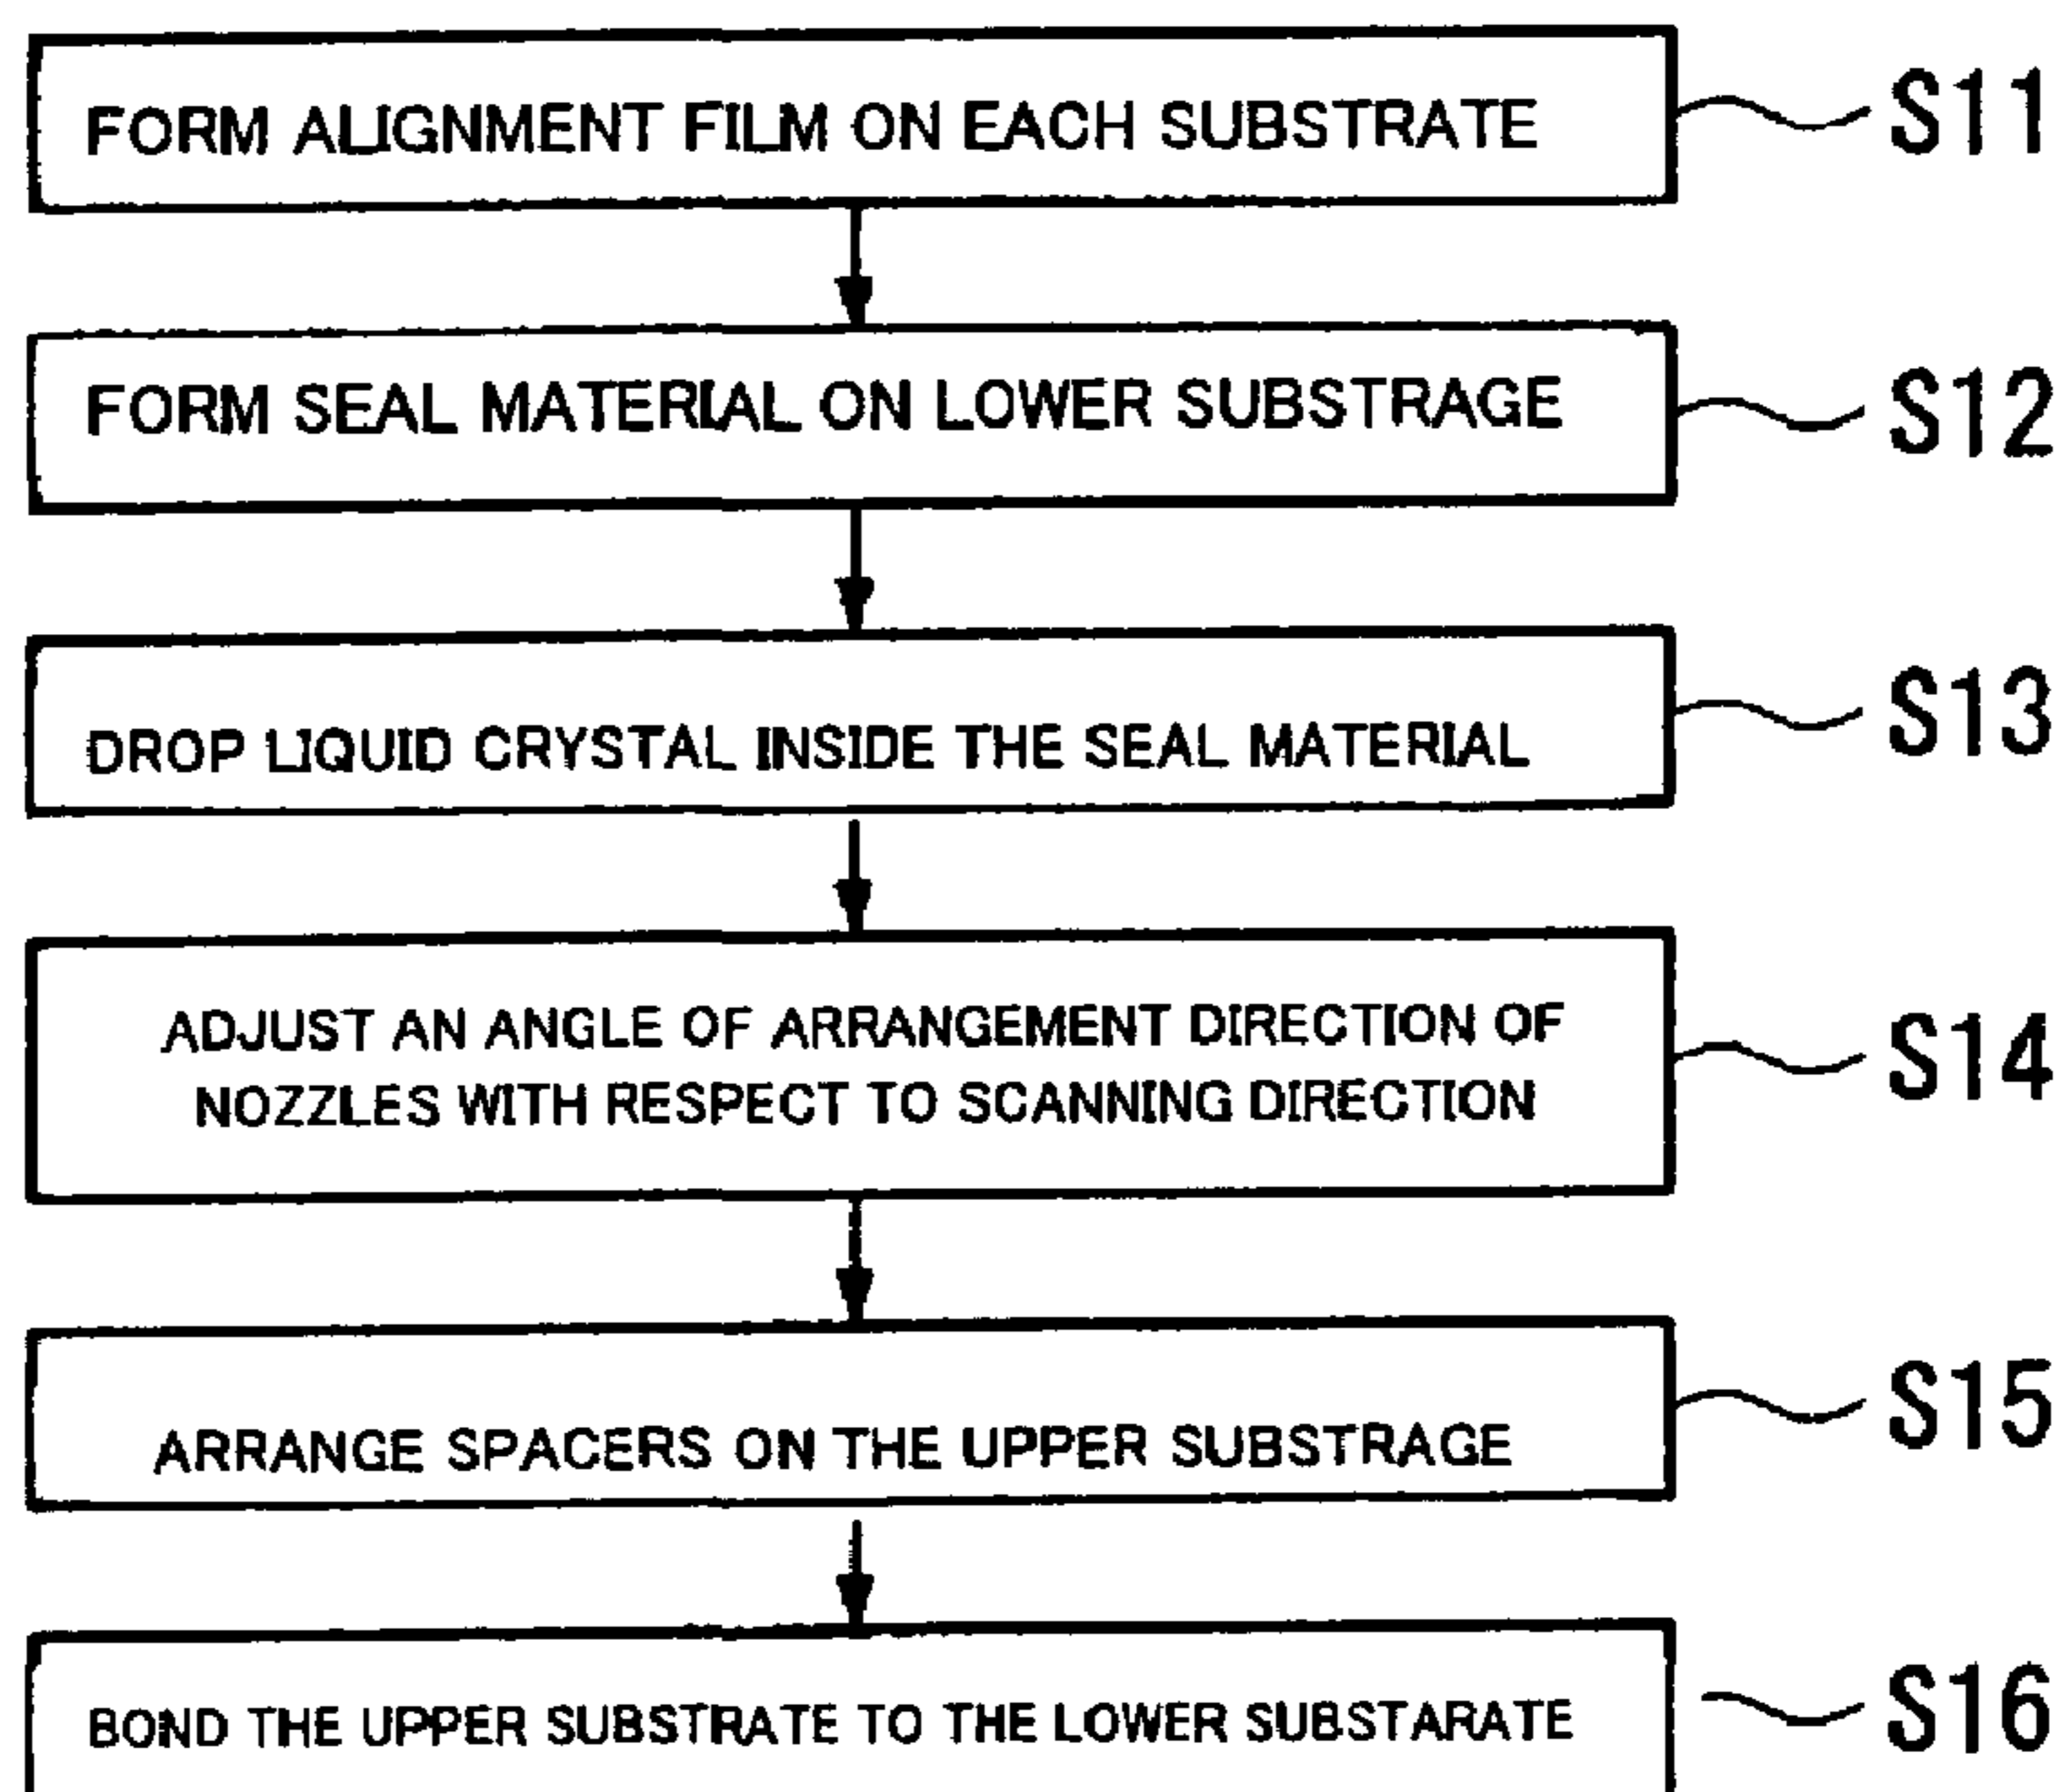 FORM ALIGNMENT FILM ON EACH SUBSTRATE
S11
FORM SEAL MATERIAL ON LOWER SUBSTRAGE
S12
DROP LIQUID CRYSTAL INSIDE THE SEAL MATERIAL
S13
ADJUST AN ANGLE OF ARRANGEMENT DIRECTION OF
NOZZLES WITH RESPECT TO SCANNING DIRECTION
S14
ARRANGE SPACERS ON THE UPPER SUBSTRAGE
S15
BOND THE UPPER SUBSTRATE TO THE LOWER SUBSTARATE
S16